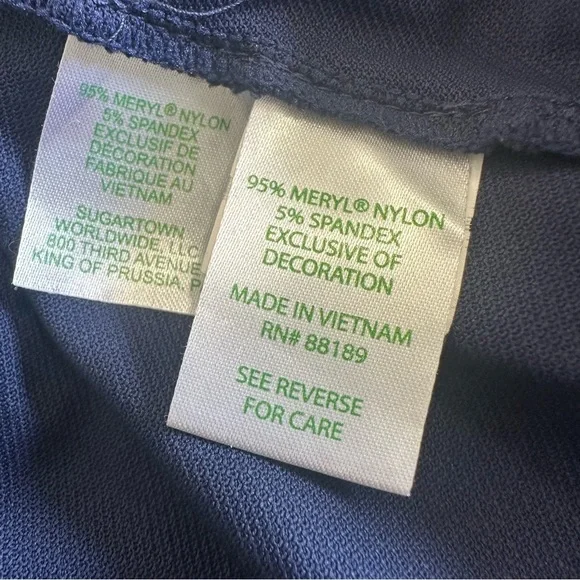 95% MERYL® NYLON
5% SPANDEX
EXCLUSIF DE
DÉCORATION
FABRIQUE AU
VIETNAM
SUGARTOWN
WORLDWIDE, LLC
800 THIRD AVENUE
KING OF PRUSSIA,
95% MERYL® NYLON
5% SPANDEX
EXCLUSIVE OF
DECORATION
MADE IN VIETNAM
RN# 88189
SEE REVERSE
FOR CARE